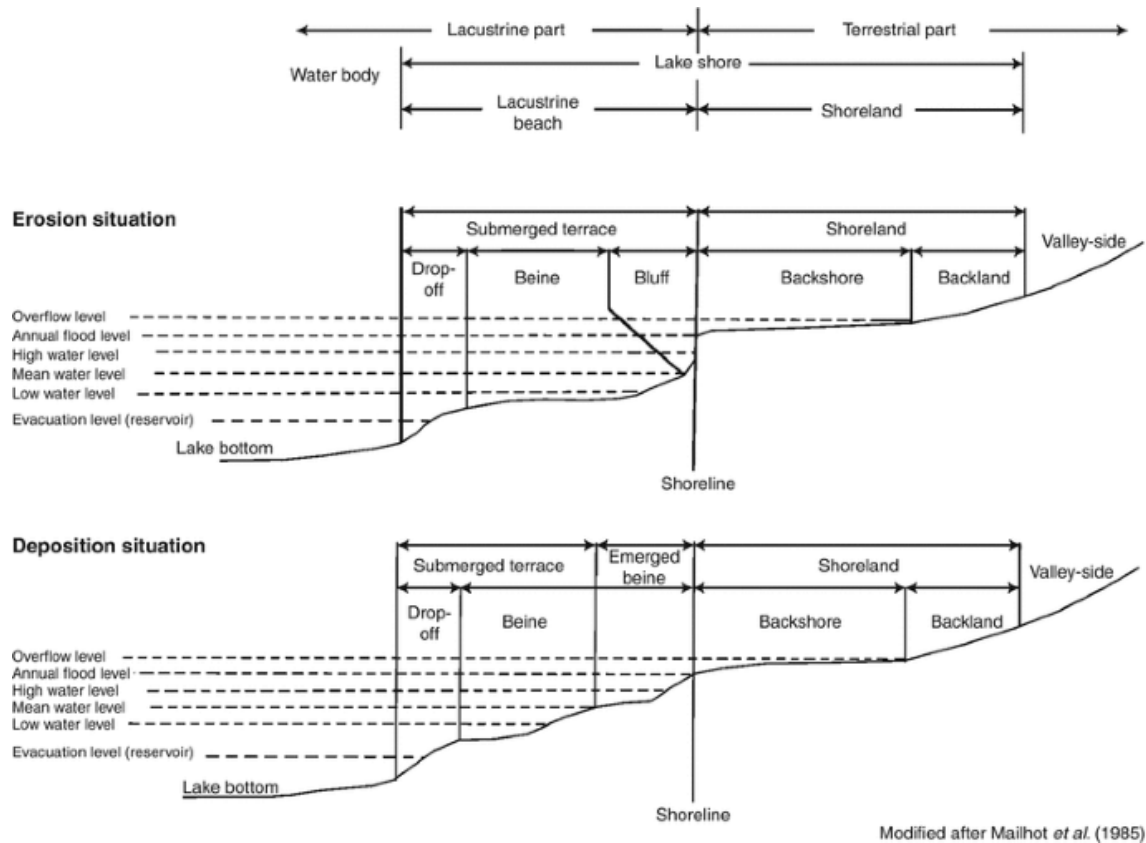 Lacustrine part
Terrestrial part
Water body
Lake shore
Lacustrine
beach
Shoreland
Erosion situation
Submerged terrace
Shoreland
Valley-side
Drop-
off
Beine
Bluff
Backshore
Backland
Overflow level
Annual flood level
High water level
Mean water level
Low water level
Evacuation level (reservoir)
Lake bottom
Shoreline
Deposition situation
Submerged terrace
Emerged
beine
Shoreland
Valley-side
Drop-
off
Beine
Backshore
Backland
Overflow level
Annual flood level
High water level
Mean water level
Low water level
Evacuation level (reservoir)
Lake bottom
Shoreline
Modified after Mailhot et al. (1985)